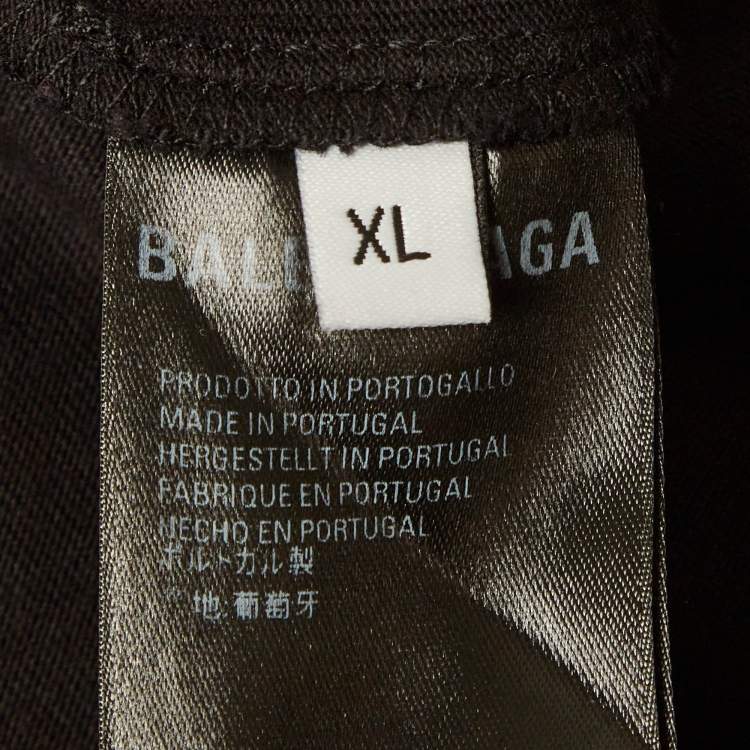 XL
BAL AGA
PRODOTTO IN PORTOGALLO
MADE IN PORTUGAL
HERGESTELLT IN PORTUGAL
FABRIQUE EN PORTUGAL
HECHO EN PORTUGAL
ポルトカル製
地:葡萄牙